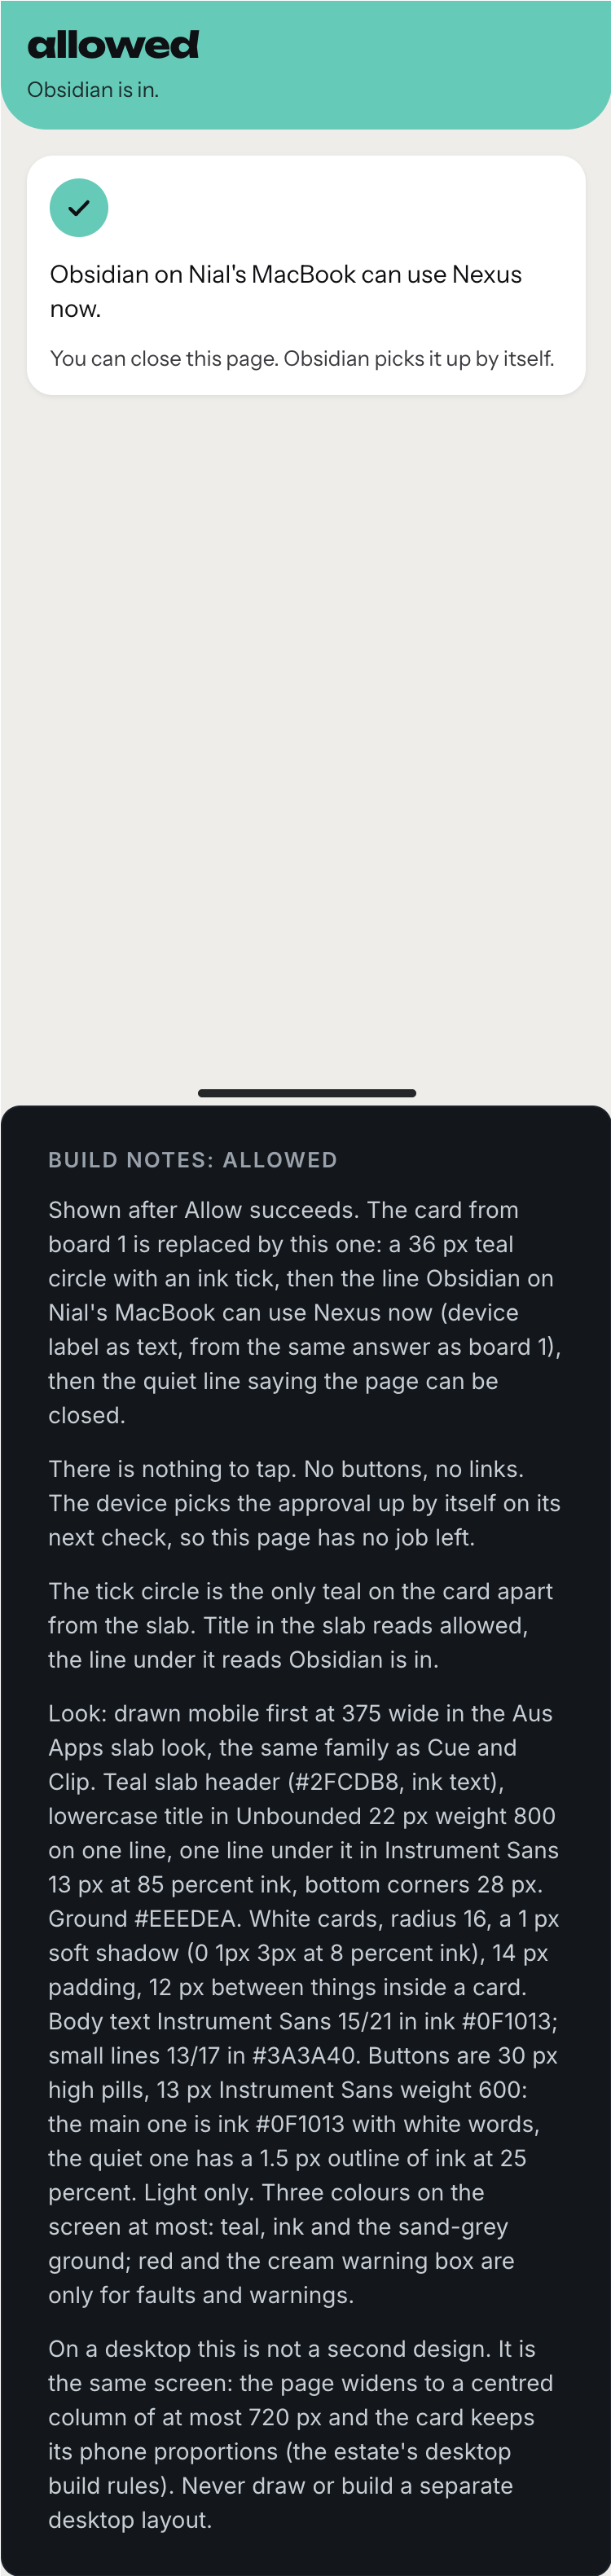 allowed
Obsidian is in.
Obsidian on Nial's MacBook can use Nexus
now.
You can close this page. Obsidian picks it up by itself.
BUILD NOTES: ALLOWED
Shown after Allow succeeds. The card from
board 1 is replaced by this one: a 36 px teal
circle with an ink tick, then the line Obsidian on
Nial's MacBook can use Nexus now (device
label as text, from the same answer as board 1),
then the quiet line saying the page can be
closed.
There is nothing to tap. No buttons, no links.
The device picks the approval up by itself on its
next check, so this page has no job left.
The tick circle is the only teal on the card apart
from the slab. Title in the slab reads allowed,
the line under it reads Obsidian is in.
Look: drawn mobile first at 375 wide in the Aus
Apps slab look, the same family as Cue and
Clip. Teal slab header (#2FCDB8, ink text),
lowercase title in Unbounded 22 px weight 800
on one line, one line under it in Instrument Sans
13 px at 85 percent ink, bottom corners 28 px.
Ground #EEEDEA. White cards, radius 16, a 1 px
soft shadow (0 1px 3px at 8 percent ink), 14 px
padding, 12 px between things inside a card.
Body text Instrument Sans 15/21 in ink #0F1013;
small lines 13/17 in #3A3A40. Buttons are 30 px
high pills, 13 px Instrument Sans weight 600:
the main one is ink #0F1013 with white words,
the quiet one has a 1.5 px outline of ink at 25
percent. Light only. Three colours on the
screen at most: teal, ink and the sand-grey
ground; red and the cream warning box are
only for faults and warnings.
On a desktop this is not a second design. It is
the same screen: the page widens to a centred
column of at most 720 px and the card keeps
its phone proportions (the estate's desktop
build rules). Never draw or build a separate
desktop layout.